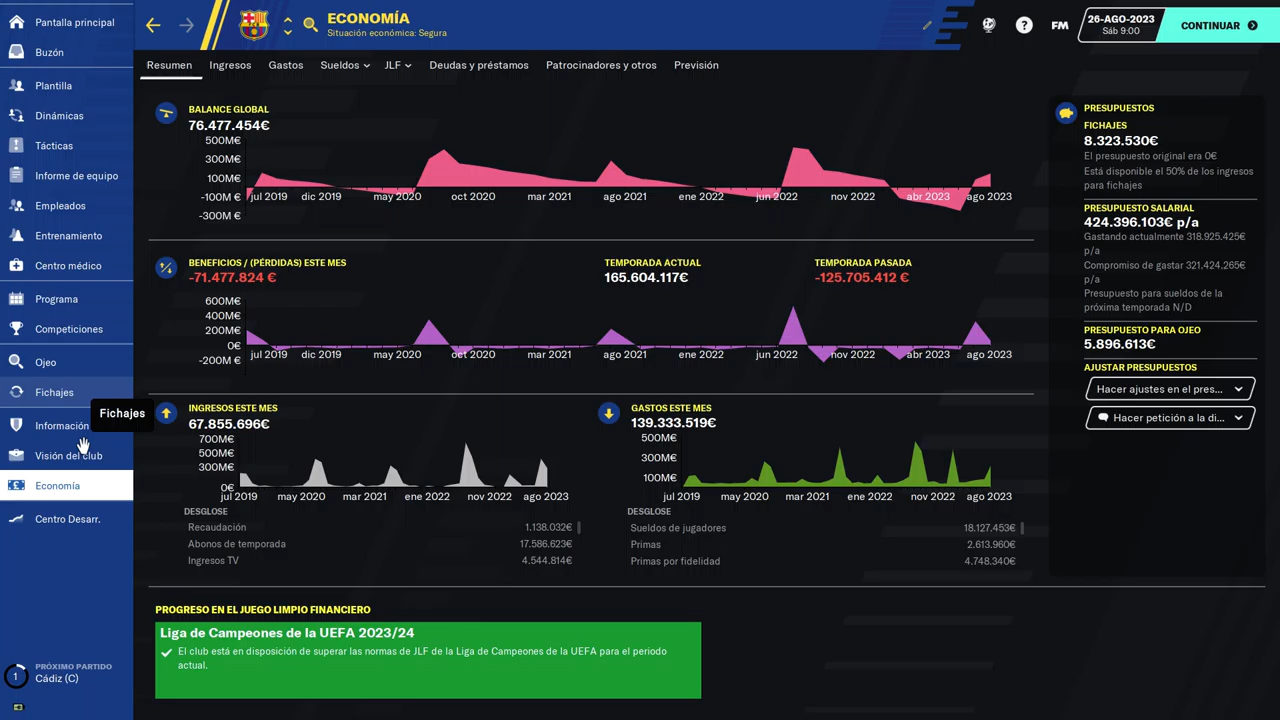 Pantalla principal
Buzón
Plantilla
Dinámicas
Tácticas
Informe de equipo
Empleados
Entrenamiento
Centro médico
Programa
Competiciones
Ojeo
Fichajes
Fichajes
Información
Visión del club
Economía
Centro Desarr.
PRÓXIMO PARTIDO
1
Cádiz (C)
ECONOMÍA
Situación económica: Segura
?
FM
26-AGO-2023
Sáb 9:00
CONTINUAR
Resumen Ingresos Gastos Sueldos JLF Deudas y préstamos Patrocinadores y otros Previsión
BALANCE GLOBAL
76.477.454€
500M€
300M€
100M€
-100M€
-300M€
jul 2019 dic 2019 may 2020 oct 2020 mar 2021 ago 2021 ene 2022 jun 2022 nov 2022 abr 2023 ago 2023
BENEFICIOS / (PÉRDIDAS) ESTE MES
-71.477.824 €
TEMPORADA ACTUAL
165.604.117€
TEMPORADA PASADA
-125.705.412 €
600M€
400M€
200M€
0€
-200M €
jul 2019 dic 2019 may 2020 oct 2020 mar 2021 ago 2021 ene 2022 jun 2022 nov 2022 abr 2023 ago 2023
INGRESOS ESTE MES
67.855.696€
700M€
500M€
300M€
0€
jul 2019 may 2020 mar 2021 ene 2022 nov 2022 ago 2023
DESGLOSE
Recaudación 1.138.032€
Abonos de temporada 17.586.623€
Ingresos TV 4.544.814€
GASTOS ESTE MES
139.333.519€
500M€
300M€
100M€
jul 2019 may 2020 mar 2021 ene 2022 nov 2022 ago 2023
DESGLOSE
Sueldos de jugadores 18.127.453€
Primas 2.613.960€
Primas por fidelidad 4.748.340€
PROGRESO EN EL JUEGO LIMPIO FINANCIERO
Liga de Campeones de la UEFA 2023/24
El club está en disposición de superar las normas de JLF de la Liga de Campeones de la UEFA para el periodo
actual.
PRESUPUESTOS
FICHAJES
8.323.530€
El presupuesto original era 0€
Está disponible el 50% de los ingresos
para fichajes
PRESUPUESTO SALARIAL
424.396.103€ p/a
Gastando actualmente 318.925.425€
p/a
Compromiso de gastar 321.424.265€
p/a
Presupuesto para sueldos de la
próxima temporada N/D
PRESUPUESTO PARA OJEO
5.896.613€
AJUSTAR PRESUPUESTOS
Hacer ajustes en el pres...
Hacer petición a la di...